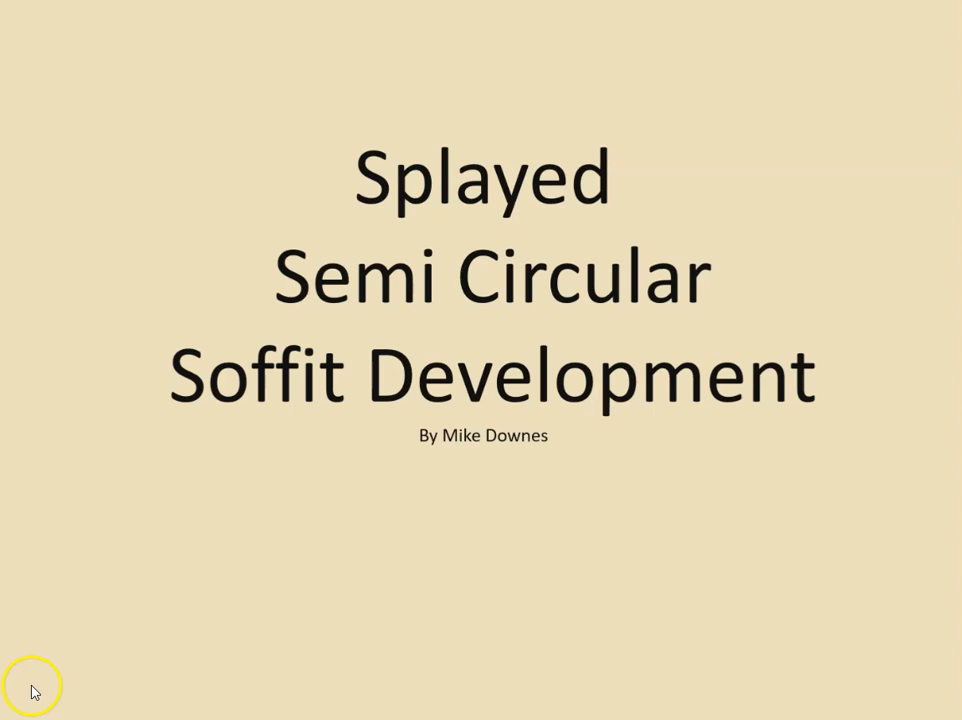 Splayed
Semi Circular
Soffit Development
By Mike Downes